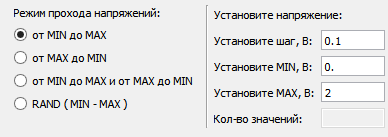 Режим прохода напряжений:
от MIN до MAX
от MAX до MIN
от MIN до MAX и от MAX до MIN
RAND ( MIN - MAX )
Установите напряжение:
Установите шаг, В: 0.1
Установите MIN, В: 0.
Установите MAX, В: 2
Кол-во значений: